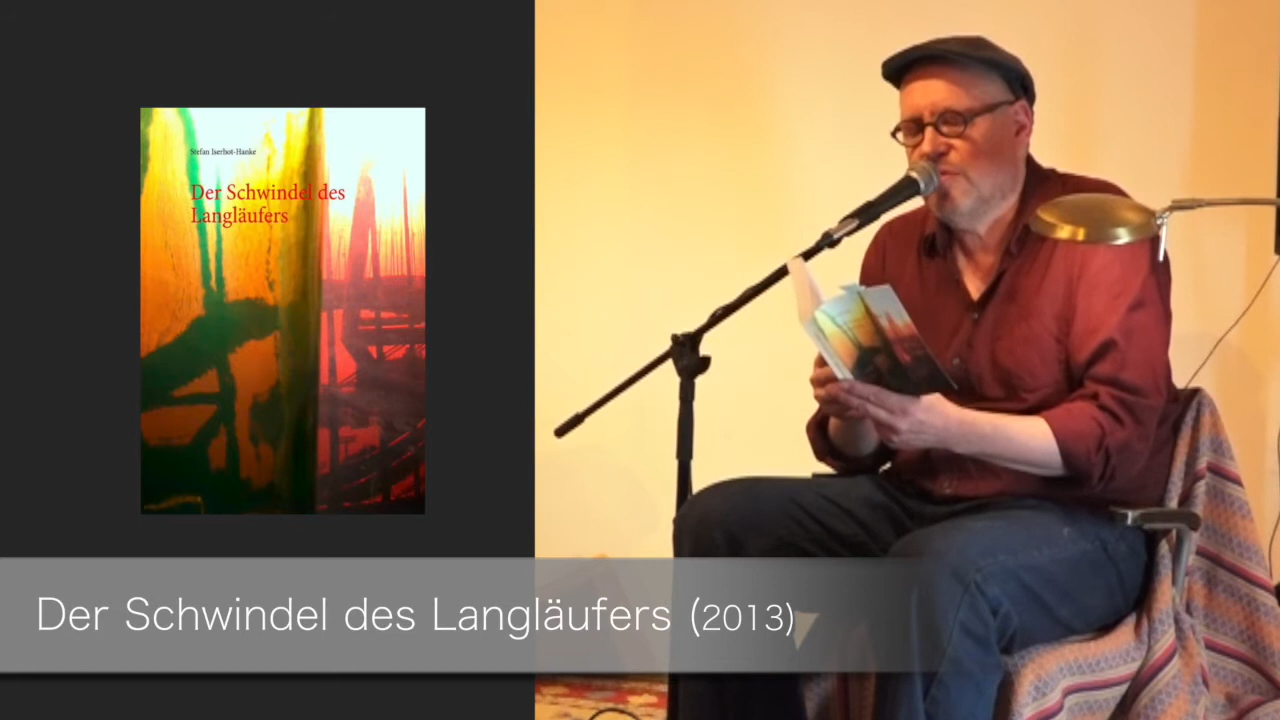 Stefan Iserhot-Hanke
Der Schwindel des
Langläufers
Der Schwindel des Langläufers (2013)